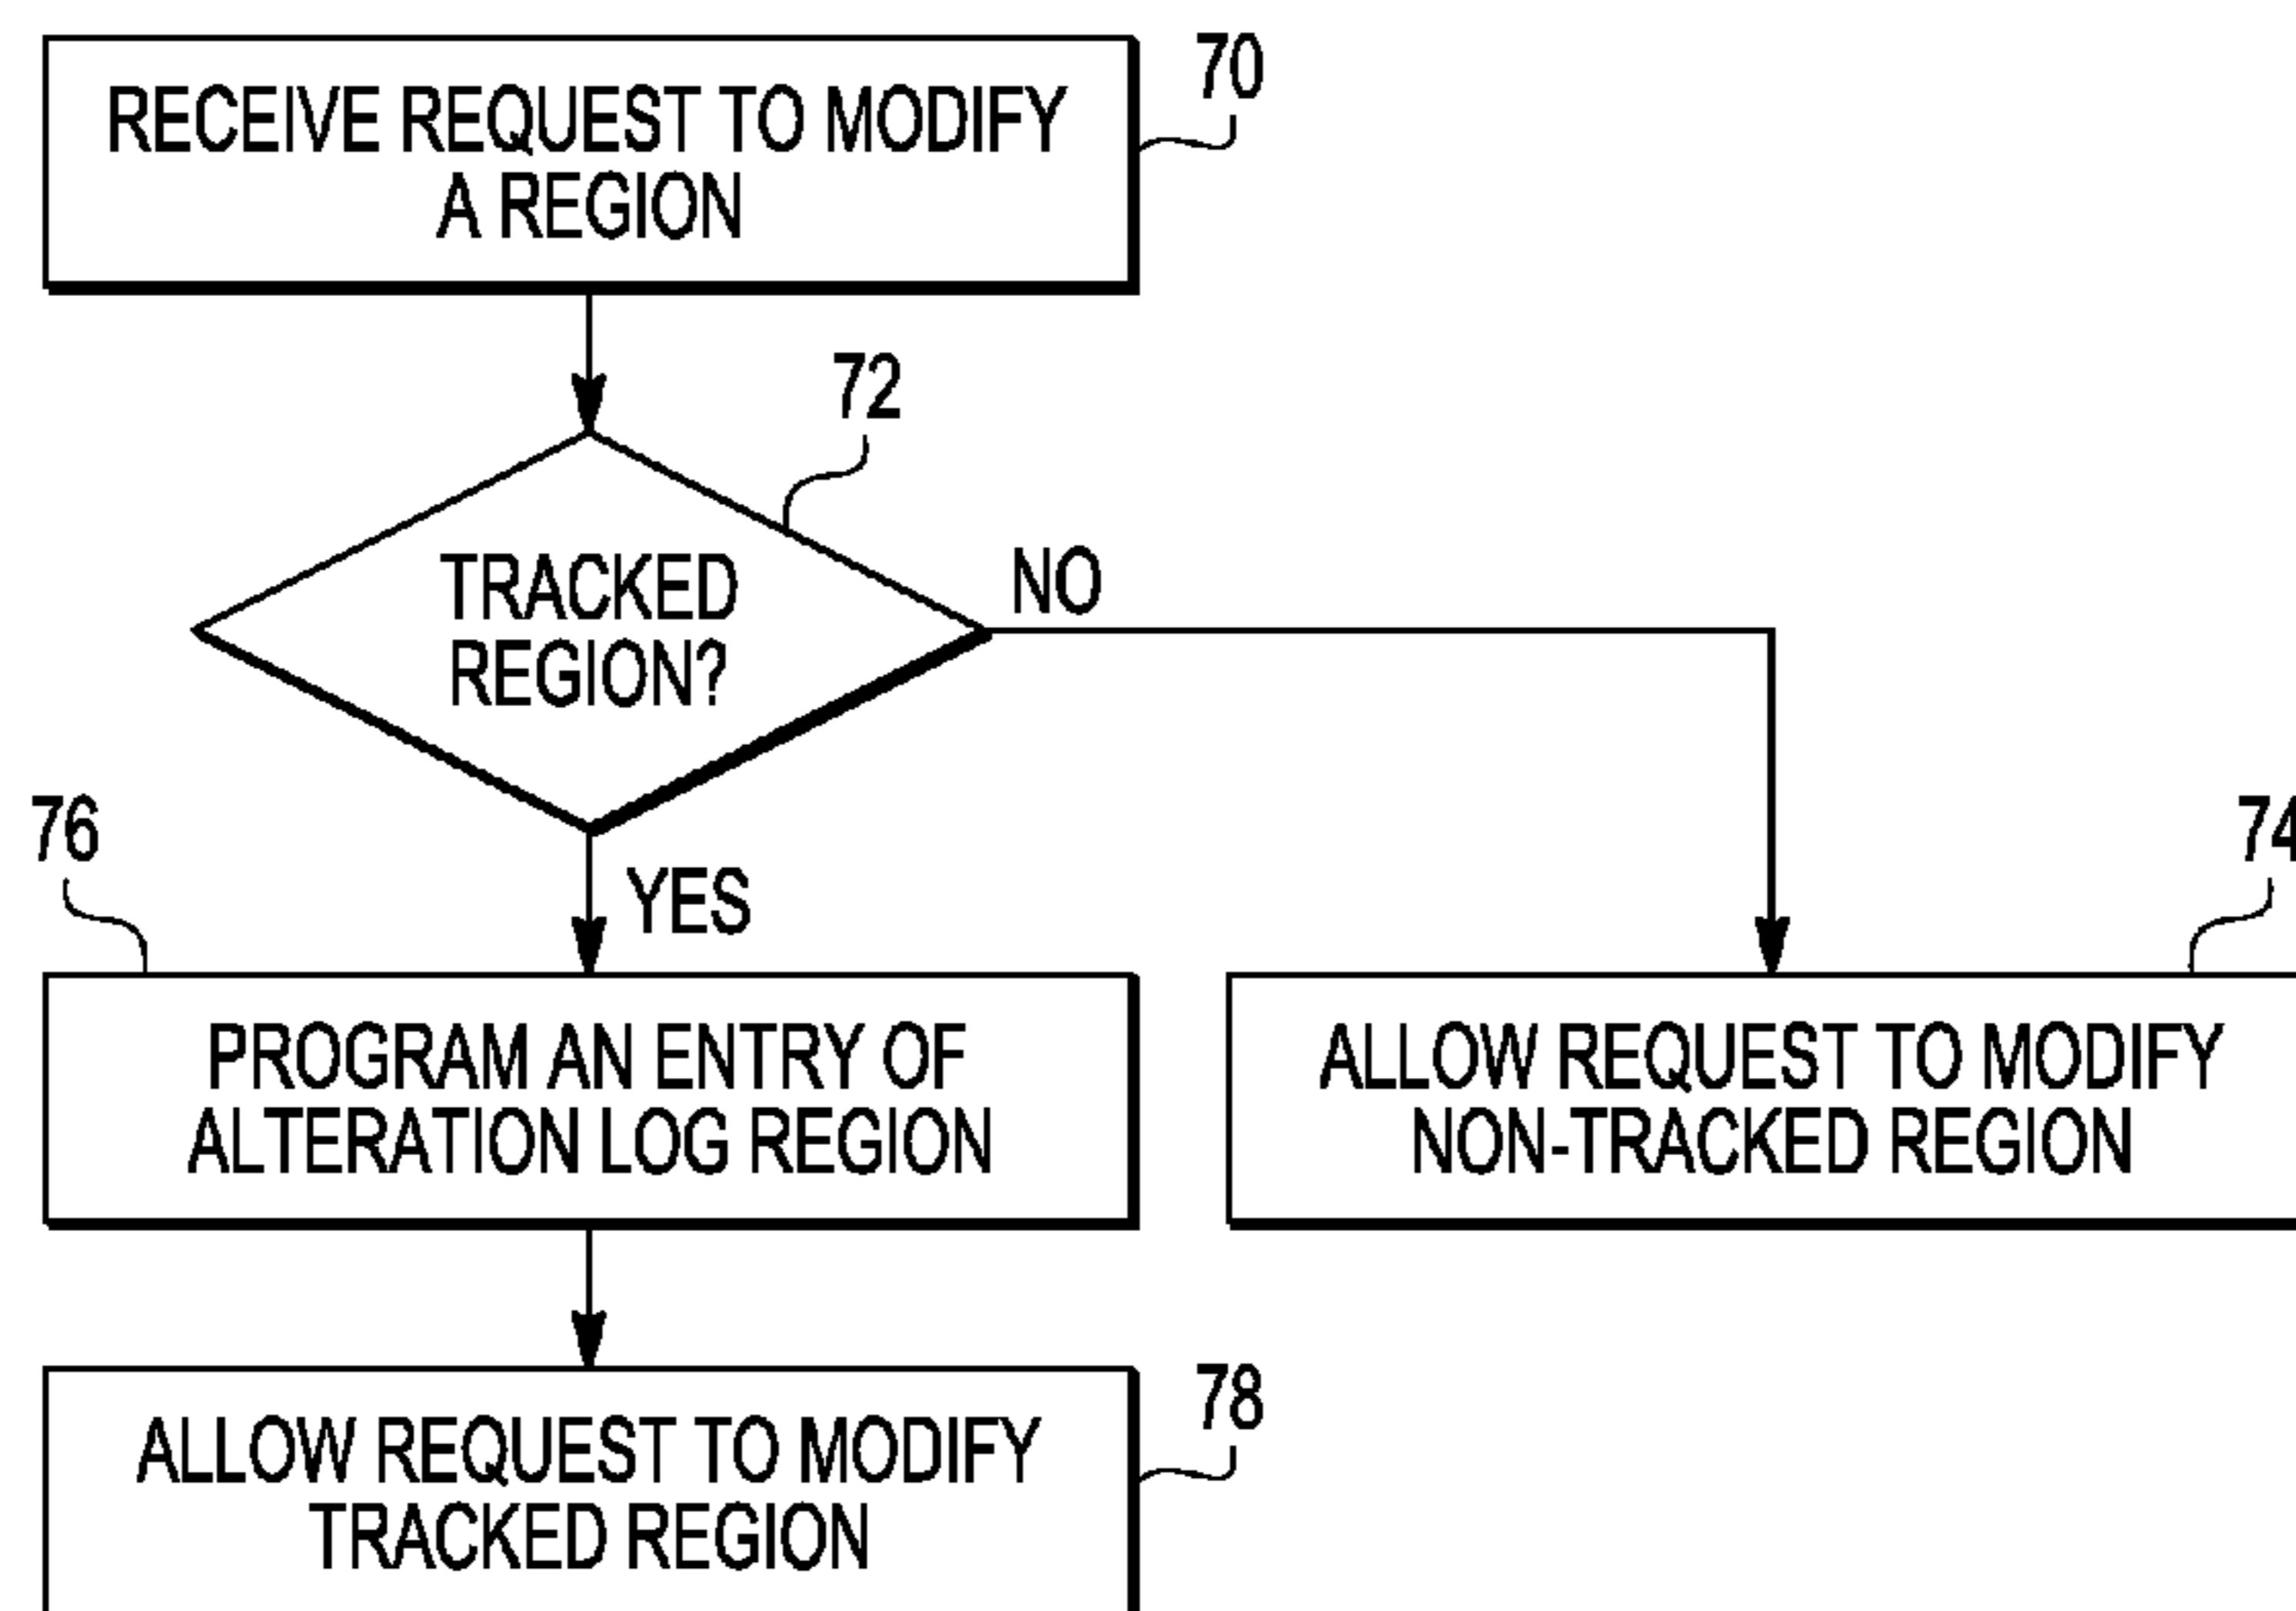 RECEIVE REQUEST TO MODIFY
A REGION
70
72
TRACKED
REGION?
NO
YES
76
74
PROGRAM AN ENTRY OF
ALTERATION LOG REGION
ALLOW REQUEST TO MODIFY
NON-TRACKED REGION
ALLOW REQUEST TO MODIFY
TRACKED REGION
78